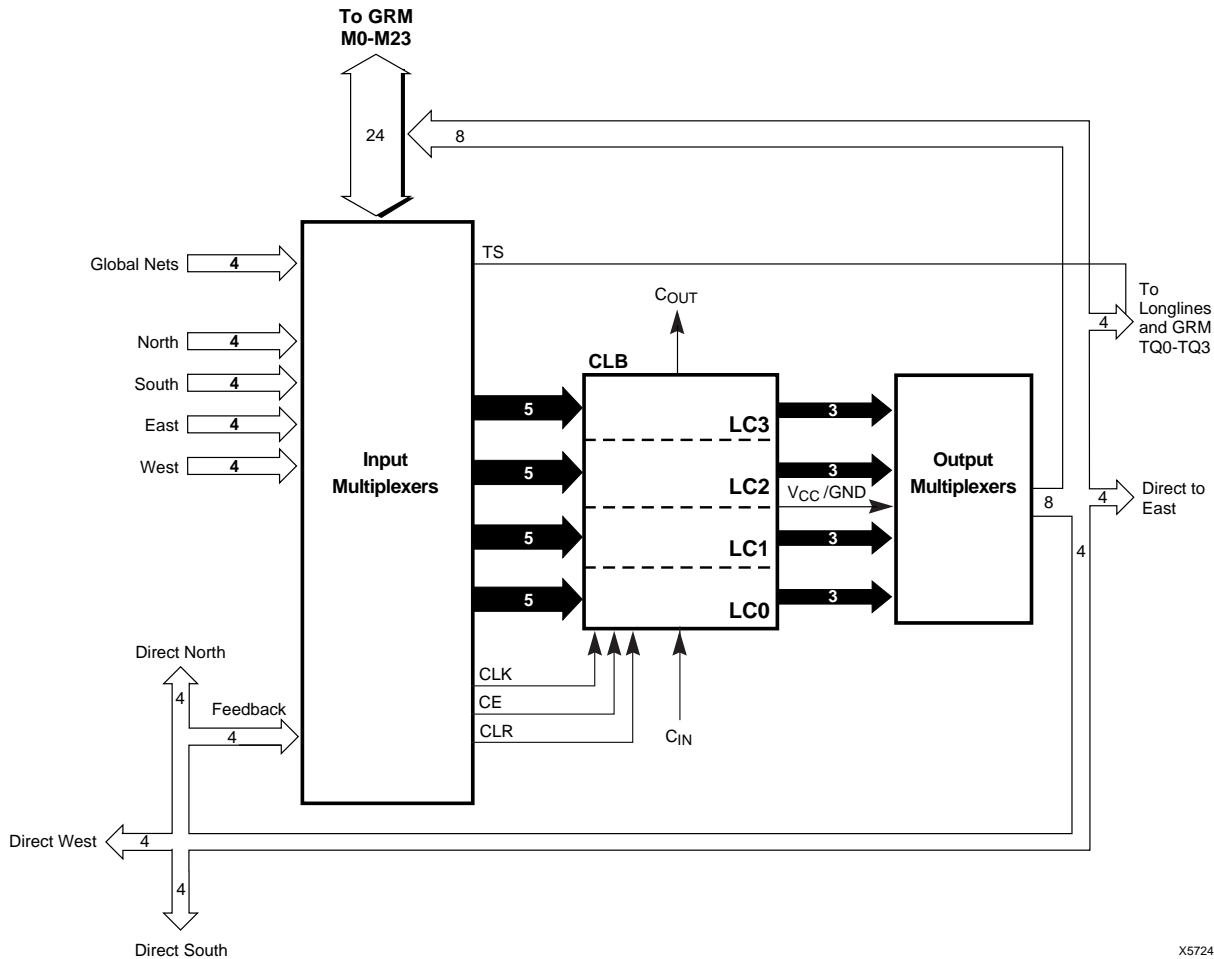 To GRM
M0-M23
24
8
Global Nets
4
TS
North
4
South
4
East
4
West
4
Input
Multiplexers
COUT
CLB
5
5
5
5
LC3
LC2
LC1
LC0
VCC /GND
3
3
3
3
Output
Multiplexers
To
Longlines
and GRM
TQ0-TQ3
4
8
4
Direct to
East
4
CLK
CE
CLR
CIN
Direct North
4
Feedback
4
Direct West
4
4
Direct South
X5724